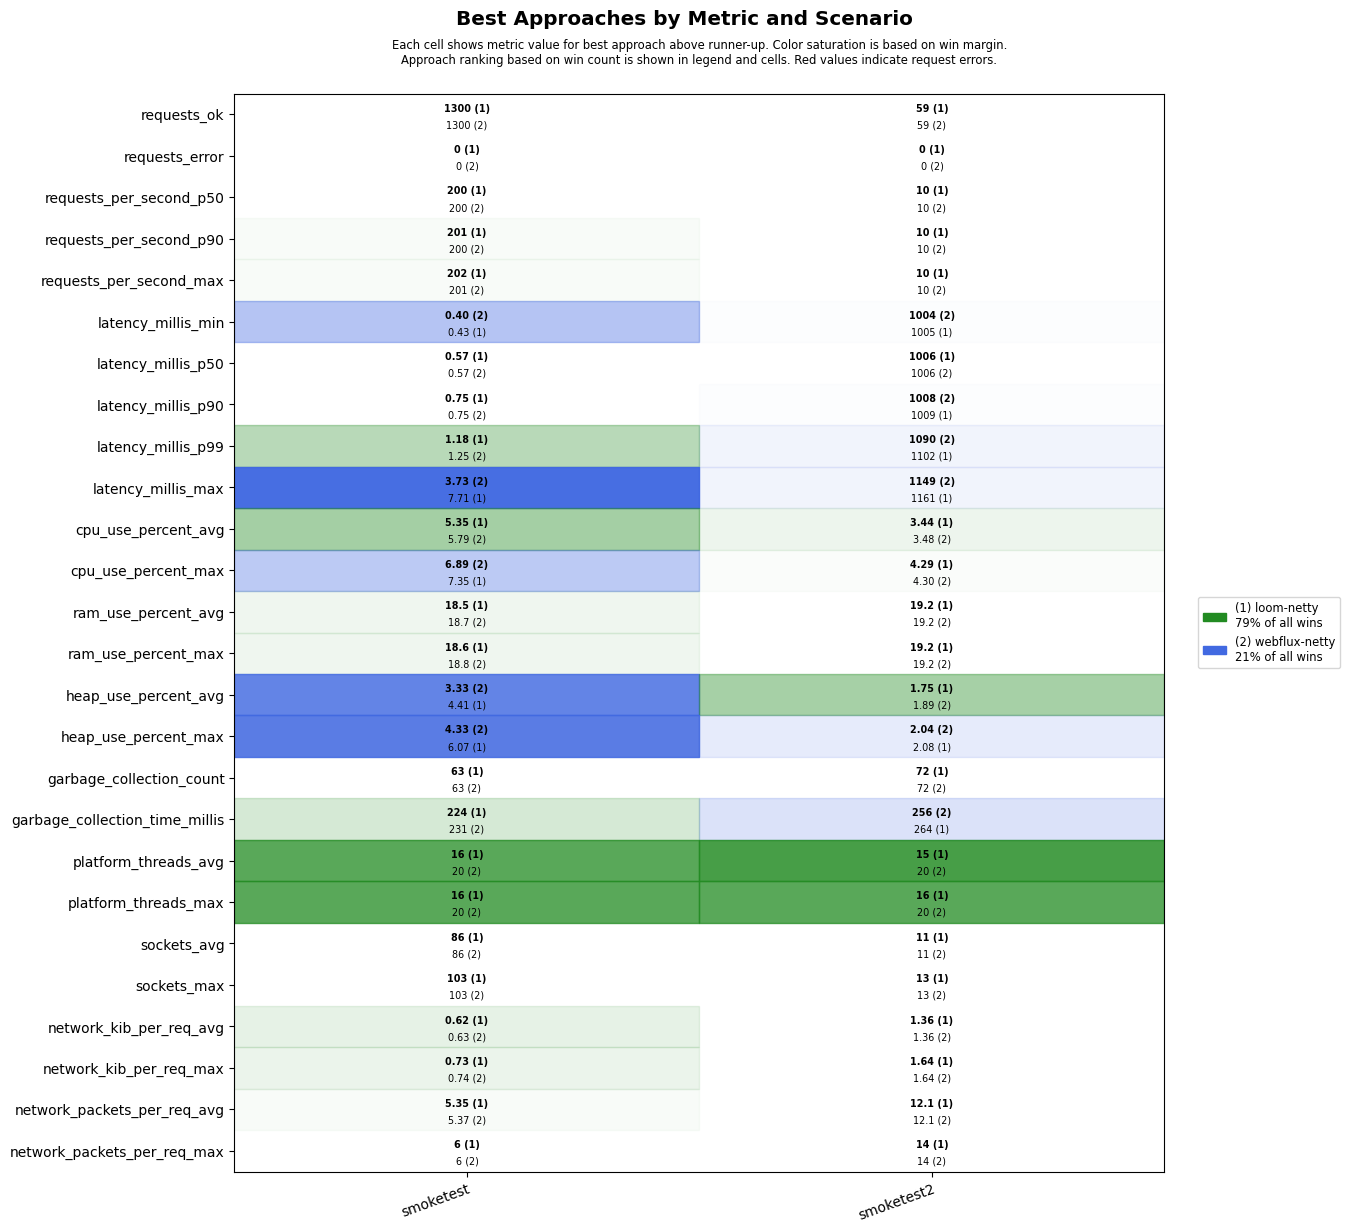 Best Approaches by Metric and Scenario
Each cell shows metric value for best approach above runner-up. Color saturation is based on win margin.
Approach ranking based on win count is shown in legend and cells. Red values indicate request errors.
requests_ok
1300 (1)
1300 (2)
59 (1)
59 (2)
requests_error
0 (1)
0 (2)
0 (1)
0 (2)
requests_per_second_p50
200 (1)
200 (2)
10 (1)
10 (2)
requests_per_second_p90
201 (1)
200 (2)
10 (1)
10 (2)
requests_per_second_max
202 (1)
201 (2)
10 (1)
10 (2)
latency_millis_min
0.40 (2)
0.43 (1)
1004 (2)
1005 (1)
latency_millis_p50
0.57 (1)
0.57 (2)
1006 (1)
1006 (2)
latency_millis_p90
0.75 (1)
0.75 (2)
1008 (2)
1009 (1)
latency_millis_p99
1.18 (1)
1.25 (2)
1090 (2)
1102 (1)
latency_millis_max
3.73 (2)
7.71 (1)
1149 (2)
1161 (1)
cpu_use_percent_avg
5.35 (1)
5.79 (2)
3.44 (1)
3.48 (2)
cpu_use_percent_max
6.89 (2)
7.35 (1)
4.29 (1)
4.30 (2)
ram_use_percent_avg
18.5 (1)
18.7 (2)
19.2 (1)
19.2 (2)
ram_use_percent_max
18.6 (1)
18.8 (2)
19.2 (1)
19.2 (2)
heap_use_percent_avg
3.33 (2)
4.41 (1)
1.75 (1)
1.89 (2)
heap_use_percent_max
4.33 (2)
6.07 (1)
2.04 (2)
2.08 (1)
garbage_collection_count
63 (1)
63 (2)
72 (1)
72 (2)
garbage_collection_time_millis
224 (1)
231 (2)
256 (2)
264 (1)
platform_threads_avg
16 (1)
20 (2)
15 (1)
20 (2)
platform_threads_max
16 (1)
20 (2)
16 (1)
20 (2)
sockets_avg
86 (1)
86 (2)
11 (1)
11 (2)
sockets_max
103 (1)
103 (2)
13 (1)
13 (2)
network_kib_per_req_avg
0.62 (1)
0.63 (2)
1.36 (1)
1.36 (2)
network_kib_per_req_max
0.73 (1)
0.74 (2)
1.64 (1)
1.64 (2)
network_packets_per_req_avg
5.35 (1)
5.37 (2)
12.1 (1)
12.1 (2)
network_packets_per_req_max
6 (1)
6 (2)
14 (1)
14 (2)
smoketest
smoketest2
(1) loom-netty
79% of all wins
(2) webflux-netty
21% of all wins